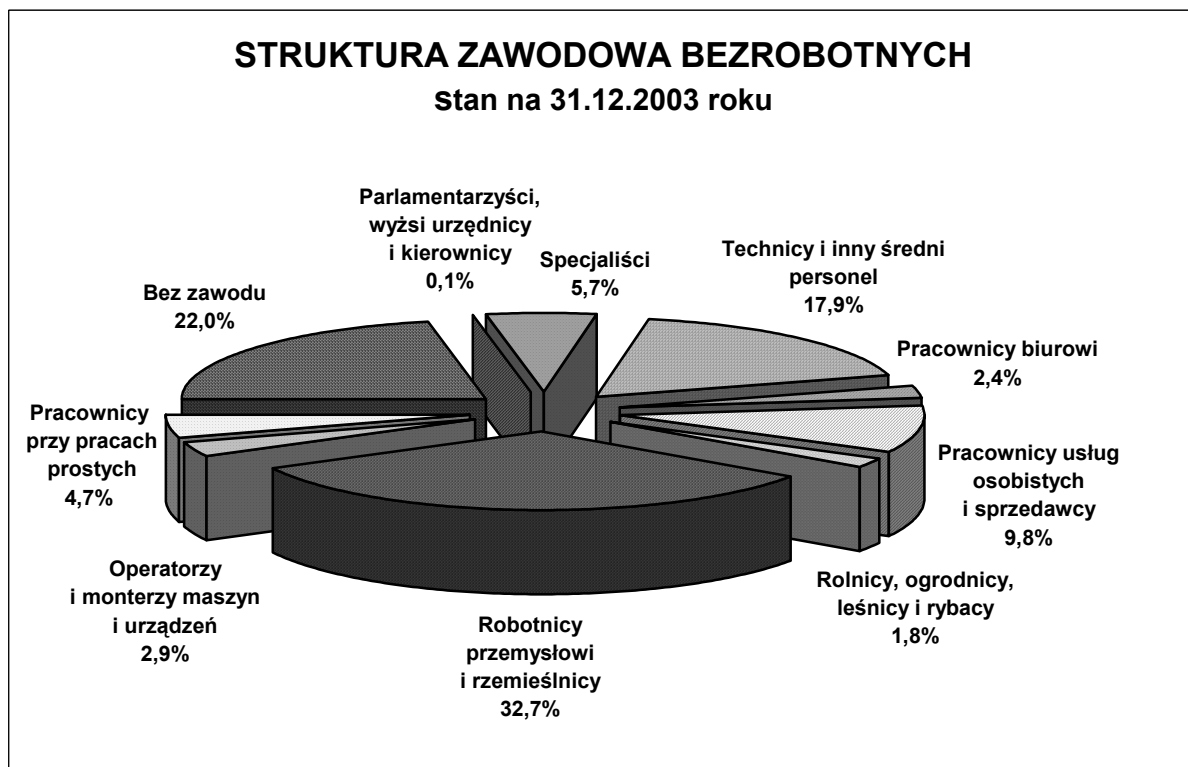 STRUKTURA ZAWODOWA BEZROBOTNYCH
stan na 31.12.2003 roku
Parlamentarzyści,
wyżsi urzędnicy
i kierownicy
0,1%
Specjaliści
5,7%
Technicy i inny średni
personel
17,9%
Bez zawodu
22,0%
Pracownicy biurowi
2,4%
Pracownicy
przy pracach
prostych
4,7%
Pracownicy usług
osobistych
i sprzedawcy
9,8%
Operatorzy
i monterzy maszyn
i urządzeń
2,9%
Rolnicy, ogrodnicy,
leśnicy i rybacy
1,8%
Robotnicy
przemysłowi
i rzemieślnicy
32,7%